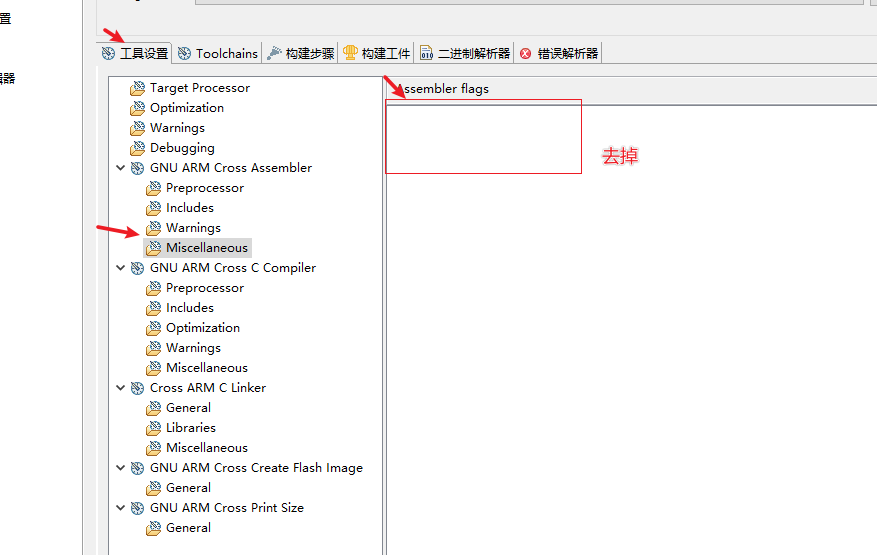 置
工具设置 Toolchains 构建步骤 构建工件 二进制解析器 错误解析器
器
Target Processor
Optimization
Warnings
Debugging
GNU ARM Cross Assembler
Preprocessor
Includes
Warnings
Miscellaneous
GNU ARM Cross C Compiler
Preprocessor
Includes
Optimization
Warnings
Miscellaneous
Cross ARM C Linker
General
Libraries
Miscellaneous
GNU ARM Cross Create Flash Image
General
GNU ARM Cross Print Size
General
ssembler flags
去掉